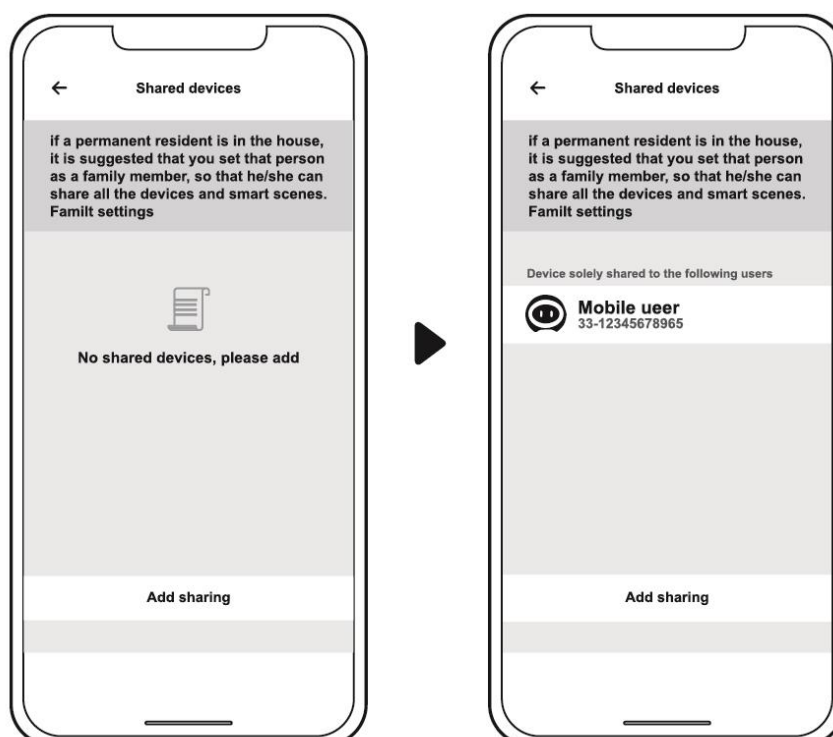 Shared devices
if a permanent resident is in the house,
it is suggested that you set that person
as a family member, so that he/she can
share all the devices and smart scenes.
Familt settings
No shared devices, please add
Add sharing
Shared devices
if a permanent resident is in the house,
it is suggested that you set that person
as a family member, so that he/she can
share all the devices and smart scenes.
Familt settings
Device solely shared to the following users
Mobile ueer
33-12345678965
Add sharing